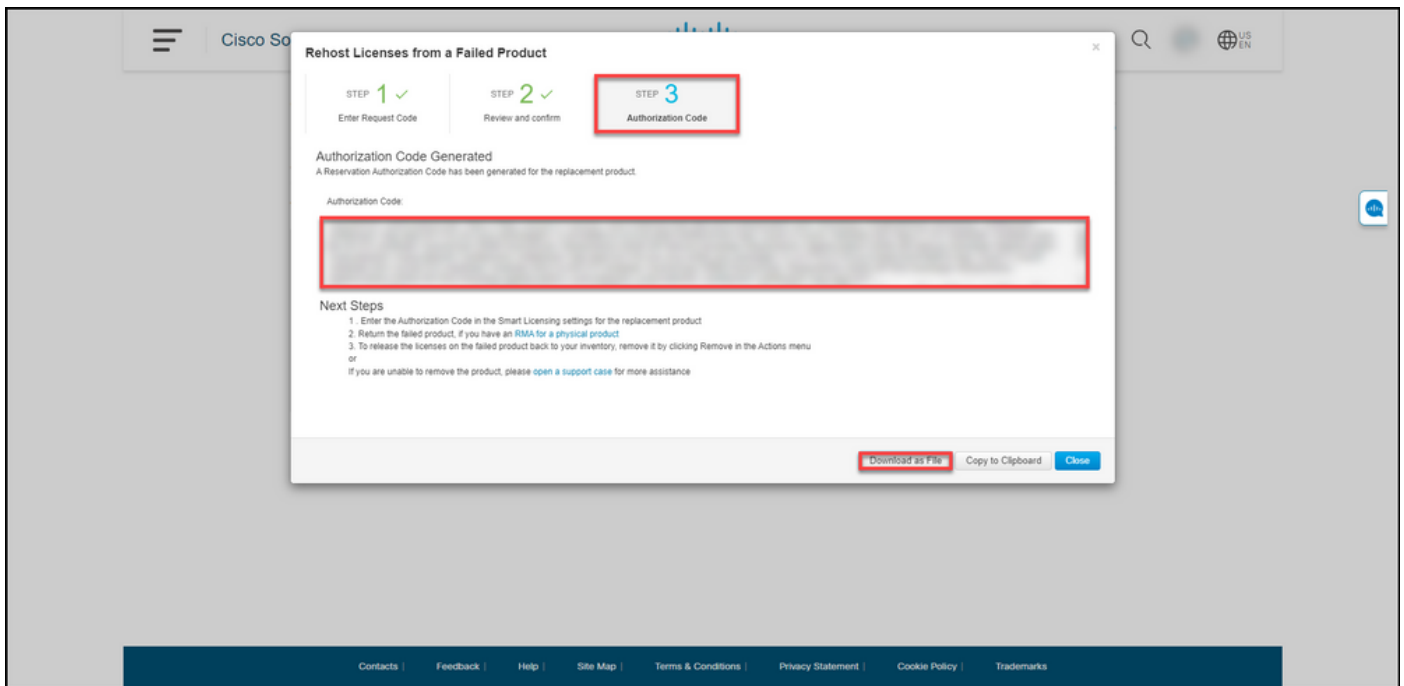 Cisco So
US
EN
Rehost Licenses from a Failed Product
×
STEP 1 ✓
Enter Request Code
STEP 2 ✓
Review and confirm
STEP 3
Authorization Code
Authorization Code Generated
A Reservation Authorization Code has been generated for the replacement product.
Authorization Code:
Next Steps
1 . Enter the Authorization Code in the Smart Licensing settings for the replacement product
2. Return the failed product, if you have an RMA for a physical product
3. To release the licenses on the failed product back to your inventory, remove it by clicking Remove in the Actions menu
or
If you are unable to remove the product, please open a support case for more assistance
Download as File
Copy to Clipboard
Close
Contacts | Feedback | Help | Site Map | Terms & Conditions | Privacy Statement | Cookie Policy | Trademarks